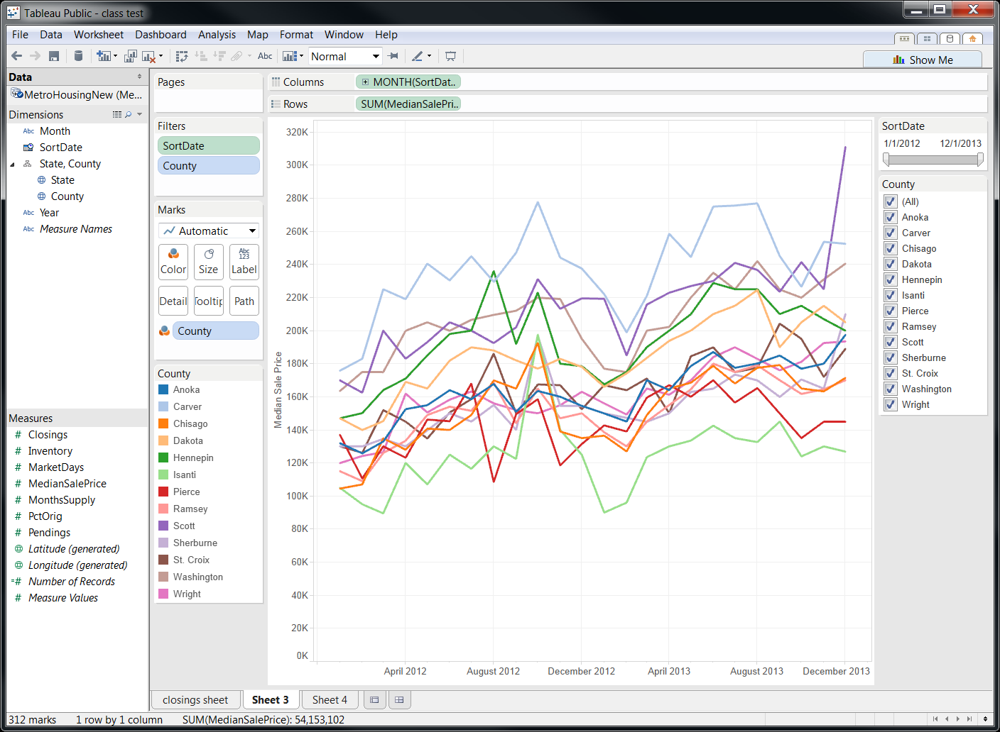 Tableau Public - class test
File Data Worksheet Dashboard Analysis Map Format Window Help
Abc Normal
Show Me
Data
MetroHousingNew (Me...
Dimensions
Abc Month
SortDate
State, County
State
County
Abc Year
Abc Measure Names
Measures
# Closings
# Inventory
# MarketDays
# MedianSalePrice
# MonthsSupply
# PctOrig
# Pendings
Latitude (generated)
Longitude (generated)
=# Number of Records
# Measure Values
Pages
Filters
SortDate
County
Marks
Automatic
Color Size Abc 123 Label
Detail Tooltip Path
County
County
Anoka
Carver
Chisago
Dakota
Hennepin
Isanti
Pierce
Ramsey
Scott
Sherburne
St. Croix
Washington
Wright
Columns MONTH(SortDat..
Rows SUM(MedianSalePri..
Median Sale Price
320K
300K
280K
260K
240K
220K
200K
180K
160K
140K
120K
100K
80K
60K
40K
20K
0K
April 2012 August 2012 December 2012 April 2013 August 2013 December 2013
SortDate
1/1/2012 12/1/2013
County
(All)
Anoka
Carver
Chisago
Dakota
Hennepin
Isanti
Pierce
Ramsey
Scott
Sherburne
St. Croix
Washington
Wright
closings sheet Sheet 3 Sheet 4
312 marks 1 row by 1 column SUM(MedianSalePrice): 54,153,102